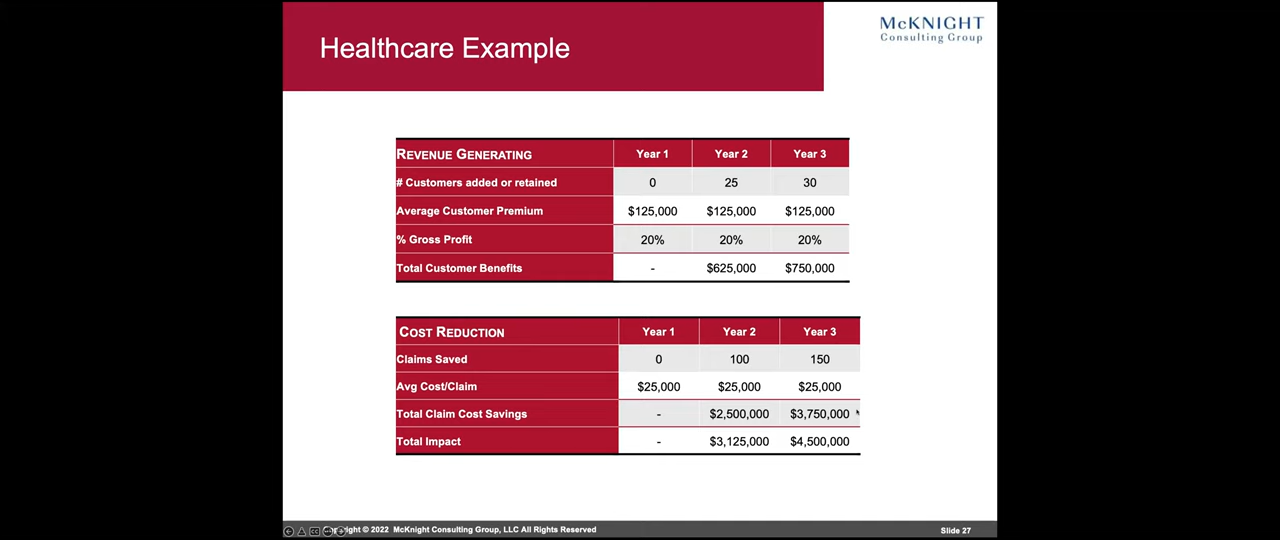 Healthcare Example
McKNIGHT
Consulting Group
REVENUE GENERATING Year 1 Year 2 Year 3
# Customers added or retained 0 25 30
Average Customer Premium $125,000 $125,000 $125,000
% Gross Profit 20% 20% 20%
Total Customer Benefits - $625,000 $750,000
COST REDUCTION Year 1 Year 2 Year 3
Claims Saved 0 100 150
Avg Cost/Claim $25,000 $25,000 $25,000
Total Claim Cost Savings - $2,500,000 $3,750,000
Total Impact - $3,125,000 $4,500,000
Copyright © 2022 McKnight Consulting Group, LLC All Rights Reserved Slide 27